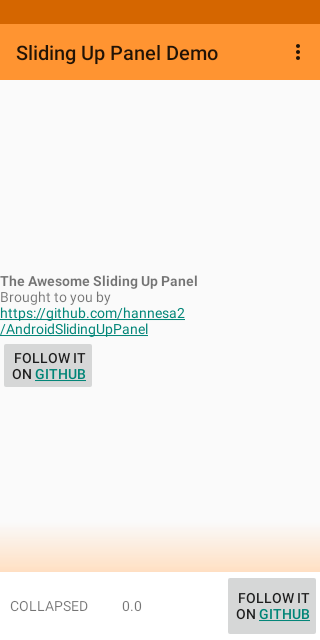 Sliding Up Panel Demo
The Awesome Sliding Up Panel
Brought to you by
https://github.com/hannesa2
/AndroidSlidingUpPanel
FOLLOW IT
ON GITHUB
COLLAPSED 0.0
FOLLOW IT
ON GITHUB